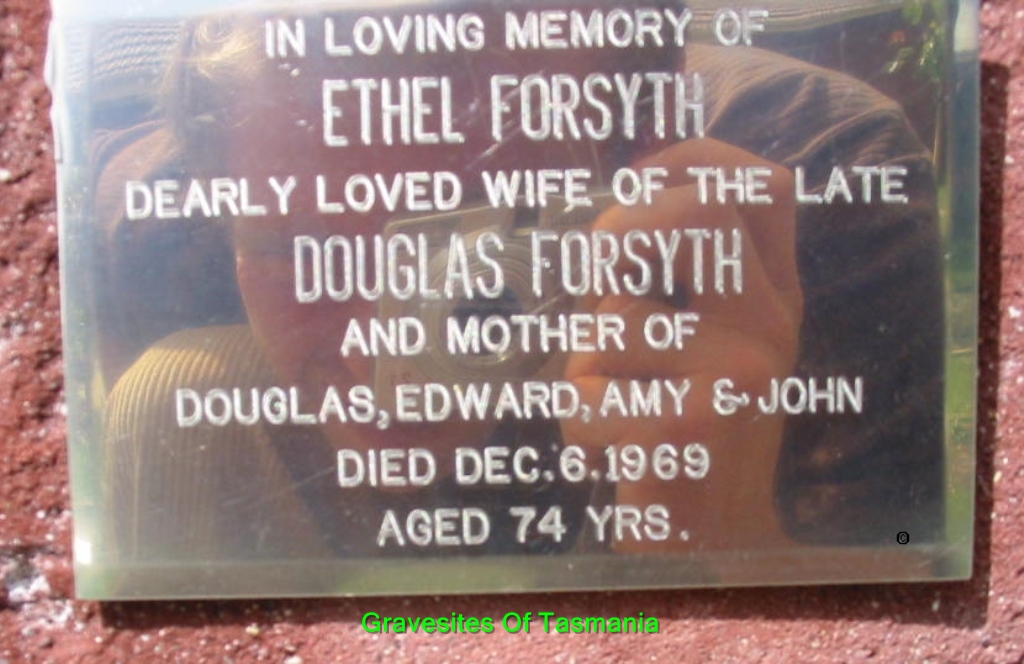 IN LOVING MEMORY OF
ETHEL FORSYTH
DEARLY LOVED WIFE OF THE LATE
DOUGLAS FORSYTH
AND MOTHER OF
DOUGLAS, EDWARD, AMY & JOHN
DIED DEC. 6. 1969
AGED 74 YRS.
©
Gravesites Of Tasmania